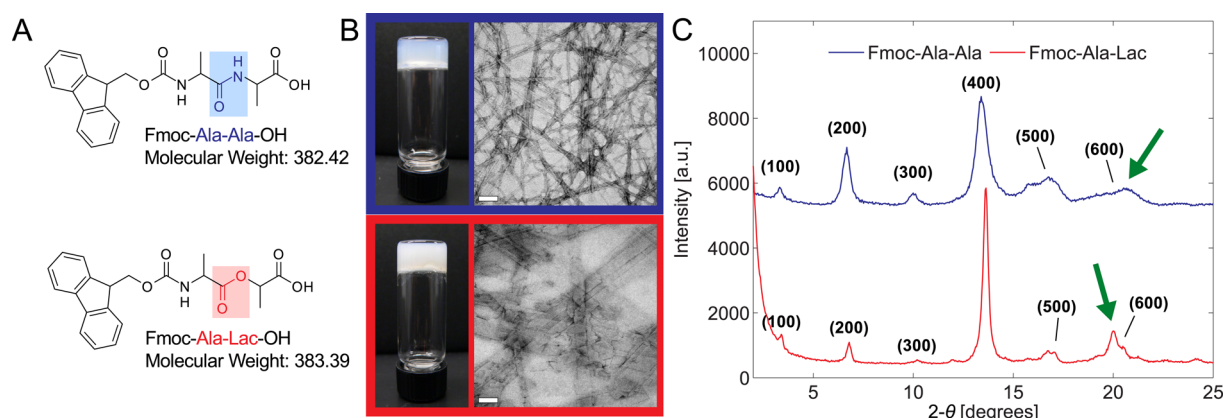 A
O
O
N
H
H
N
O
O
OH
Fmoc-Ala-Ala-OH
Molecular Weight: 382.42
O
O
N
H
O
O
O
OH
Fmoc-Ala-Lac-OH
Molecular Weight: 383.39
B
C
10000
8000
6000
4000
2000
0
Intensity [a.u.]
Fmoc-Ala-Ala
Fmoc-Ala-Lac
(100)
(200)
(300)
(400)
(500)
(600)
(100)
(200)
(300)
(500)
(600)
5
10
15
20
25
2-θ [degrees]